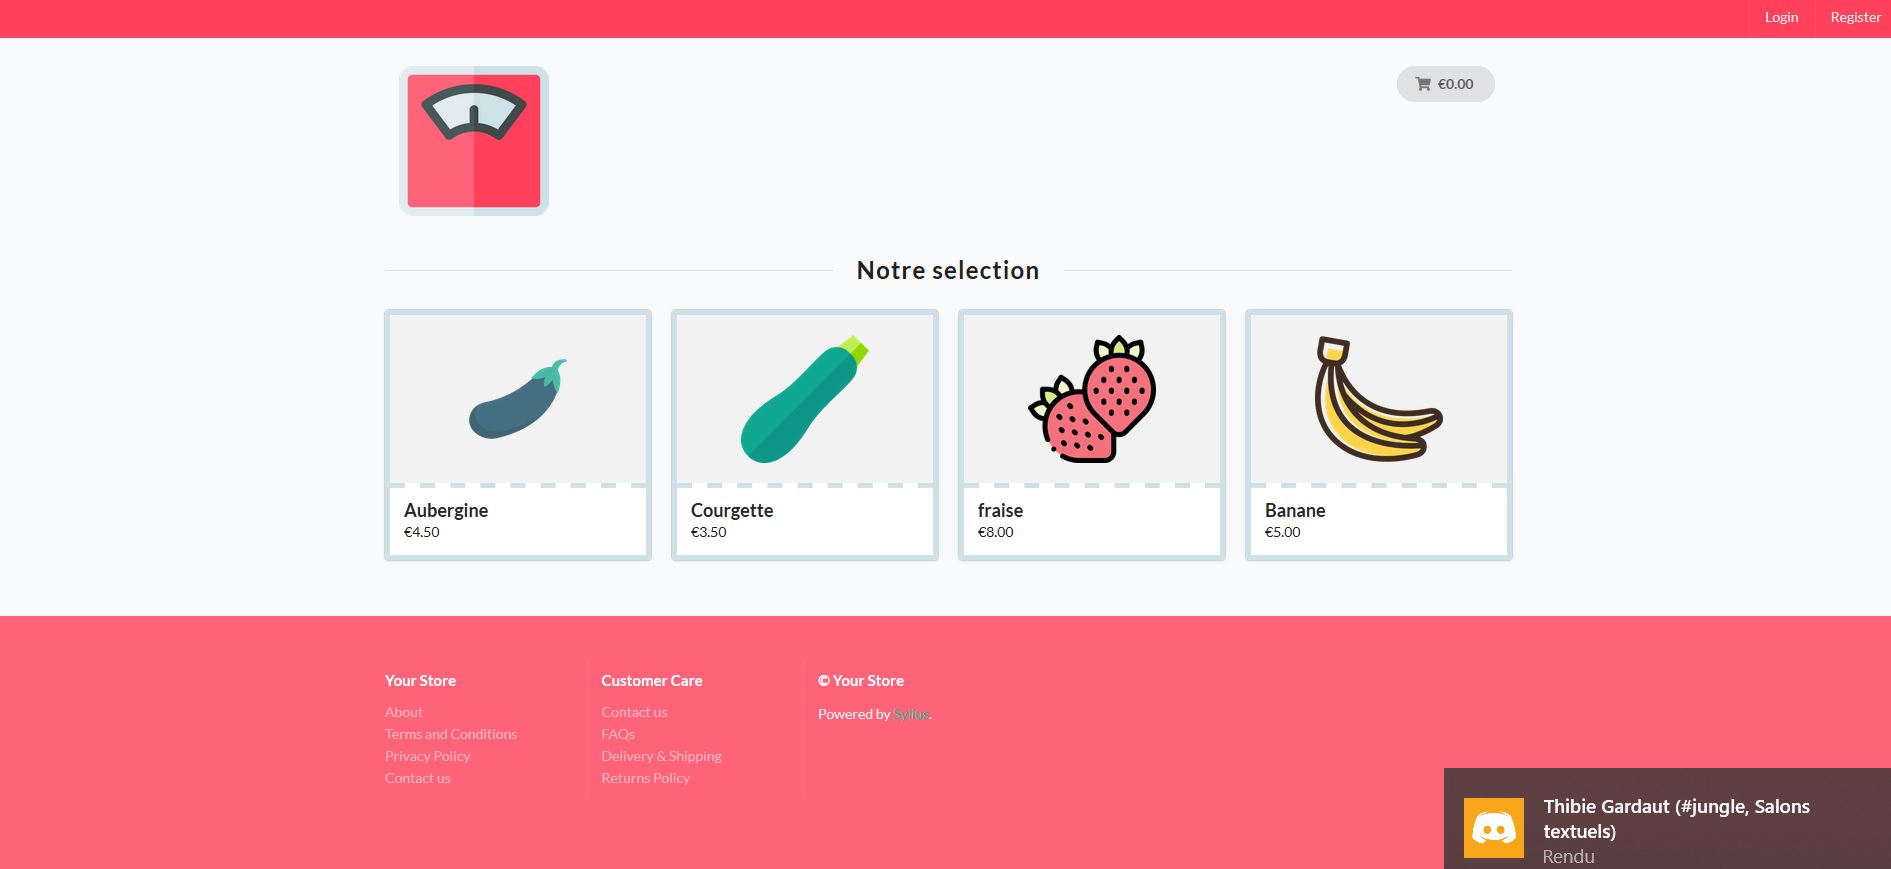 Login Register
€0.00
Notre selection
Aubergine
€4.50
Courgette
€3.50
fraise
€8.00
Banane
€5.00
Your Store
About
Terms and Conditions
Privacy Policy
Contact us
Customer Care
Contact us
FAQs
Delivery & Shipping
Returns Policy
© Your Store
Powered by Sylius.
Thibie Gardaut (#jungle, Salons
textuels)
Rendu